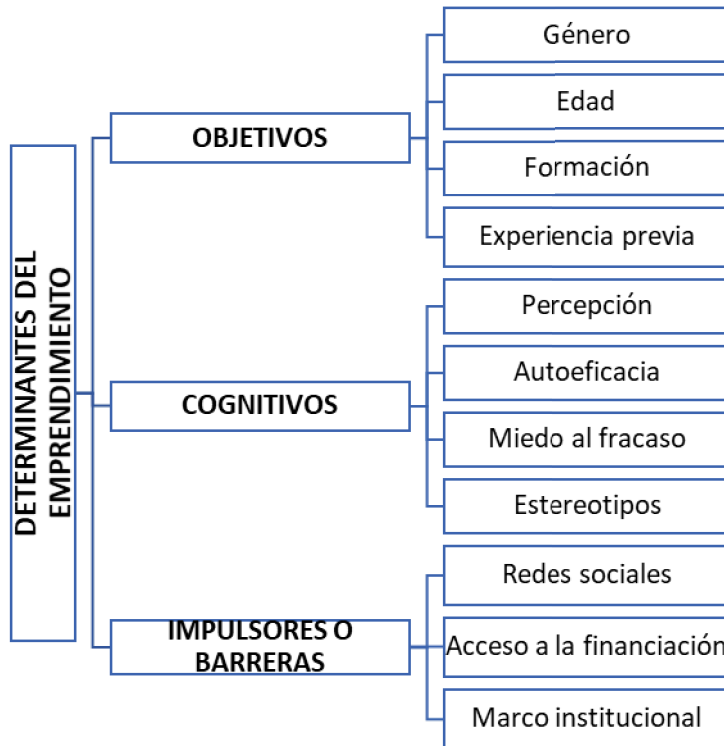 DETERMINANTES DEL
EMPRENDIMIENTO
OBJETIVOS
Género
Edad
Formación
Experiencia previa
COGNITIVOS
Percepción
Autoeficacia
Miedo al fracaso
Estereotipos
IMPULSORES O
BARRERAS
Redes sociales
Acceso a la financiación
Marco institucional